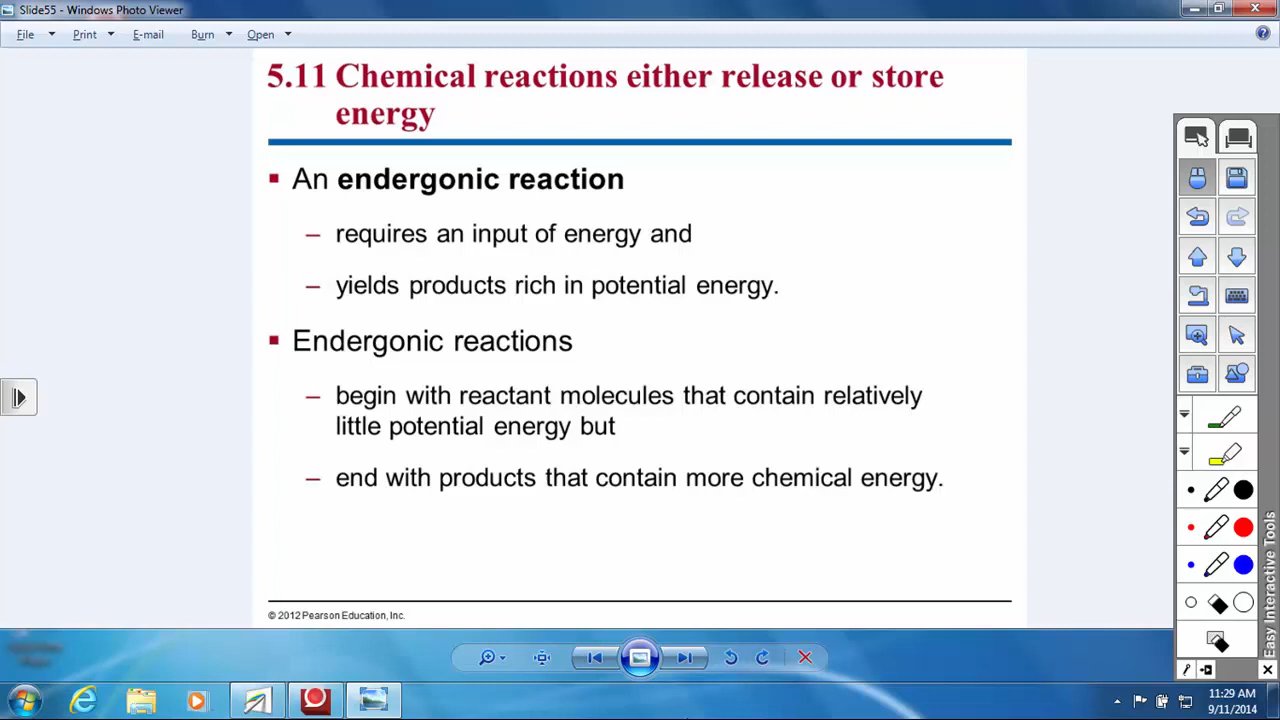 Slide55 - Windows Photo Viewer
File Print E-mail Burn Open
5.11 Chemical reactions either release or store
energy
An endergonic reaction
– requires an input of energy and
– yields products rich in potential energy.
Endergonic reactions
– begin with reactant molecules that contain relatively
little potential energy but
– end with products that contain more chemical energy.
© 2012 Pearson Education, Inc.
Easy Interactive Tools
11:29 AM
9/11/2014